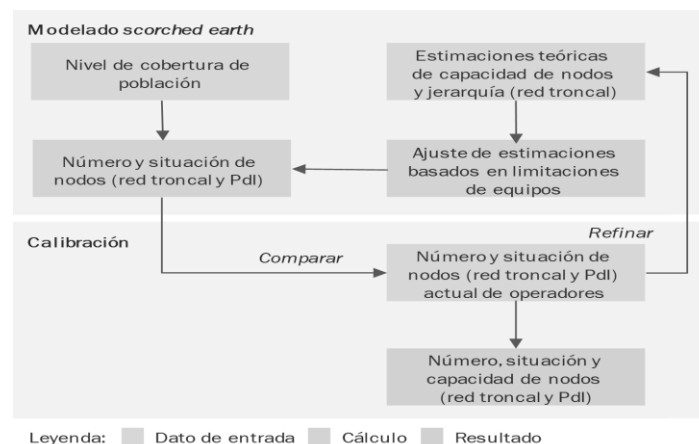 Modelado scorched earth
Nivel de cobertura de
población
Estimaciones teóricas
de capacidad de nodos
y jerarquía (red troncal)
Número y situación de
nodos (red troncal y PdI)
Ajuste de estimaciones
basados en limitaciones
de equipos
Calibración
Refinar
Comparar
Número y situación de
nodos (red troncal y PdI)
actual de operadores
Número, situación y
capacidad de nodos
(red troncal y PdI)
Leyenda: Dato de entrada Cálculo Resultado